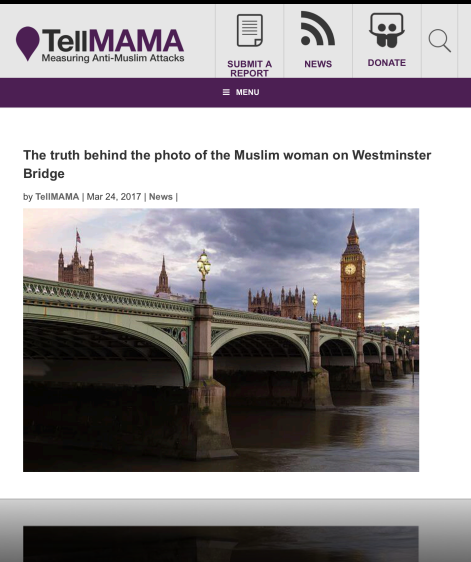 TellMAMA
Measuring Anti-Muslim Attacks
SUBMIT A
REPORT
NEWS
DONATE
≡ MENU
The truth behind the photo of the Muslim woman on Westminster
Bridge
by TellMAMA | Mar 24, 2017 | News |